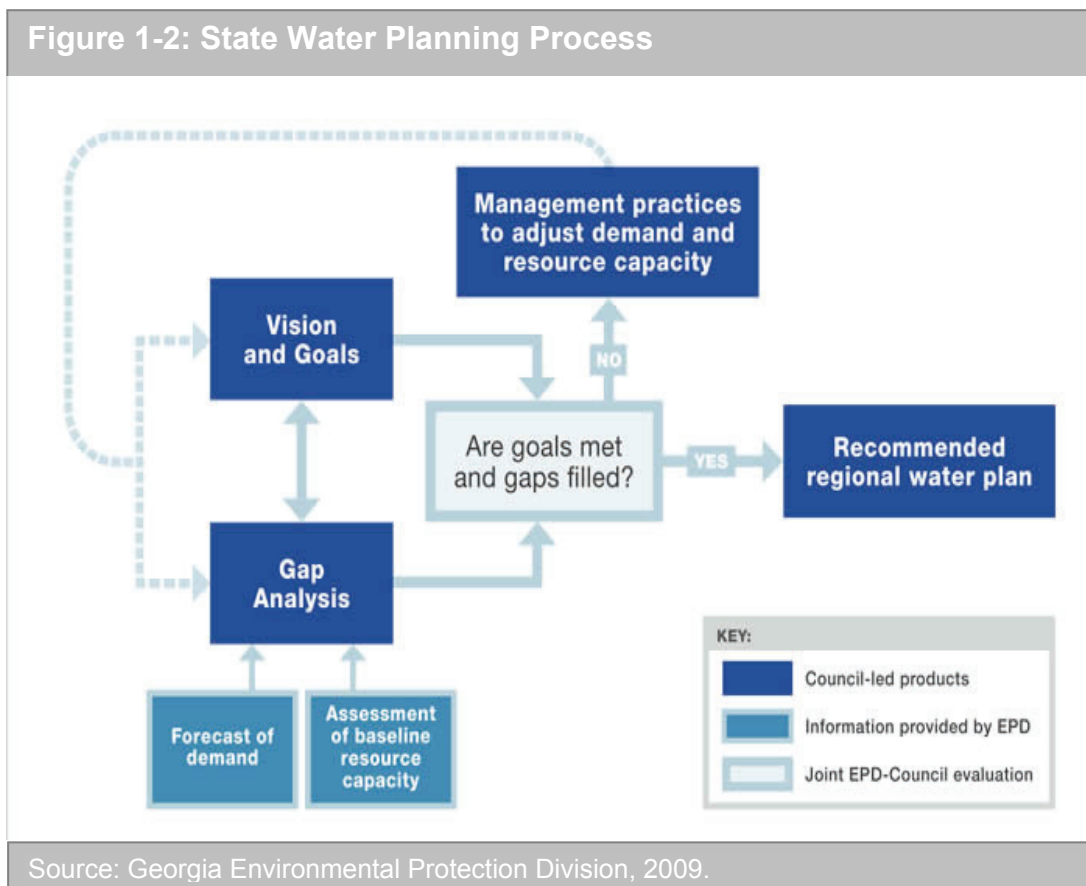 Figure 1-2: State Water Planning Process
Management practices
to adjust demand and
resource capacity
Vision
and Goals
NO
Are goals met
and gaps filled?
YES
Recommended
regional water plan
Gap
Analysis
Forecast of
demand
Assessment
of baseline
resource
capacity
KEY:
Council-led products
Information provided by EPD
Joint EPD-Council evaluation
Source: Georgia Environmental Protection Division, 2009.